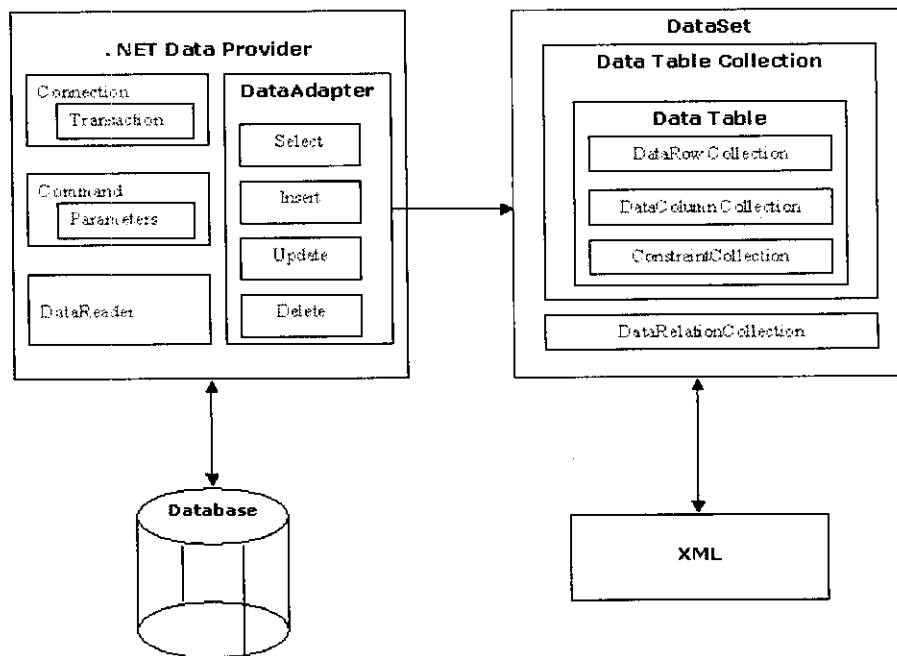 . NET Data Provider
Connection
Transaction
Command
Parameters
DataReader
DataAdapter
Select
Insert
Update
Delete
DataSet
Data Table Collection
Data Table
DataRowCollection
DataColumnCollection
ConstraintCollection
DataRelationCollection
Database
XML